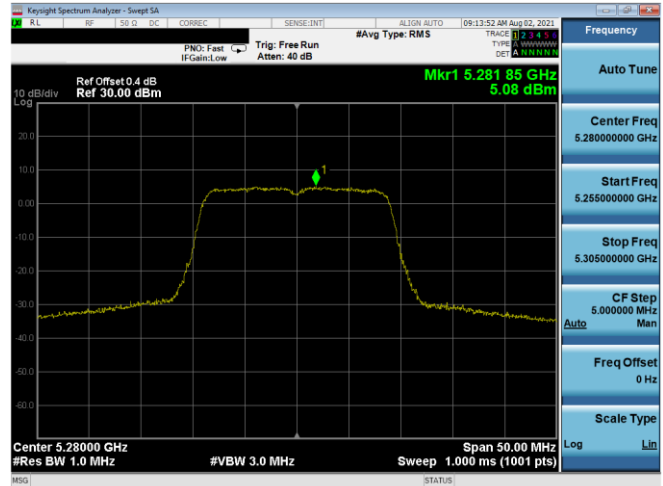 Keysight Spectrum Analyzer - Swept SA
RL RF 50 Ω DC CORREC SENSE:INT ALIGN AUTO 09:13:52 AM Aug 02, 2021
#Avg Type: RMS
TRACE 1 2 3 4 5 6
TYPE A WWWWW
DET A N N N N N
PNO: Fast
IFGain:Low
Trig: Free Run
Atten: 40 dB
Mkr1 5.281 85 GHz
5.08 dBm
Ref Offset 0.4 dB
Ref 30.00 dBm
10 dB/div
Log
20.0
10.0
0.00
-10.0
-20.0
-30.0
-40.0
-50.0
-60.0
1
Center 5.28000 GHz
Span 50.00 MHz
#Res BW 1.0 MHz
#VBW 3.0 MHz
Sweep 1.000 ms (1001 pts)
MSG
STATUS
Frequency
Auto Tune
Center Freq
5.280000000 GHz
Start Freq
5.255000000 GHz
Stop Freq
5.305000000 GHz
CF Step
5.000000 MHz
Auto Man
Freq Offset
0 Hz
Scale Type
Log Lin